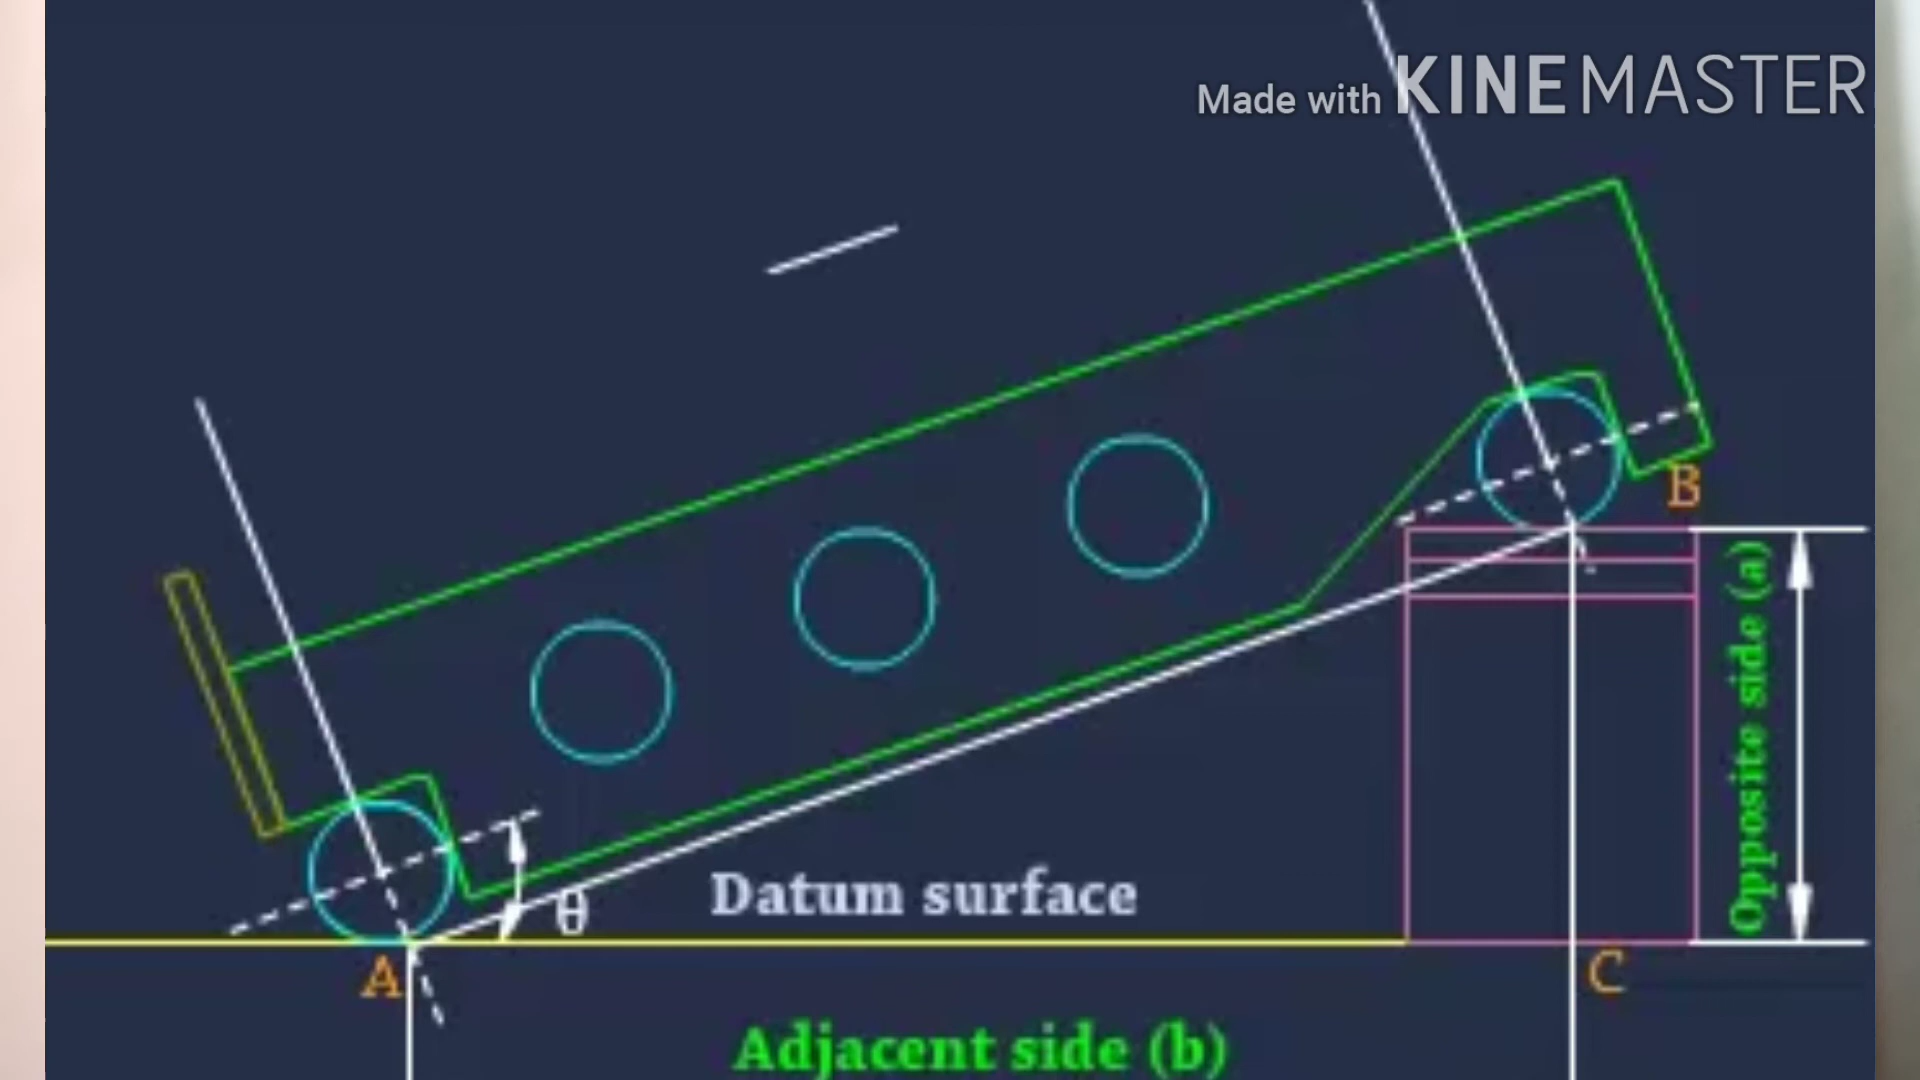 Made with KINEMASTER
B
Opposite side (a)
θ
Datum surface
A
C
Adjacent side (b)